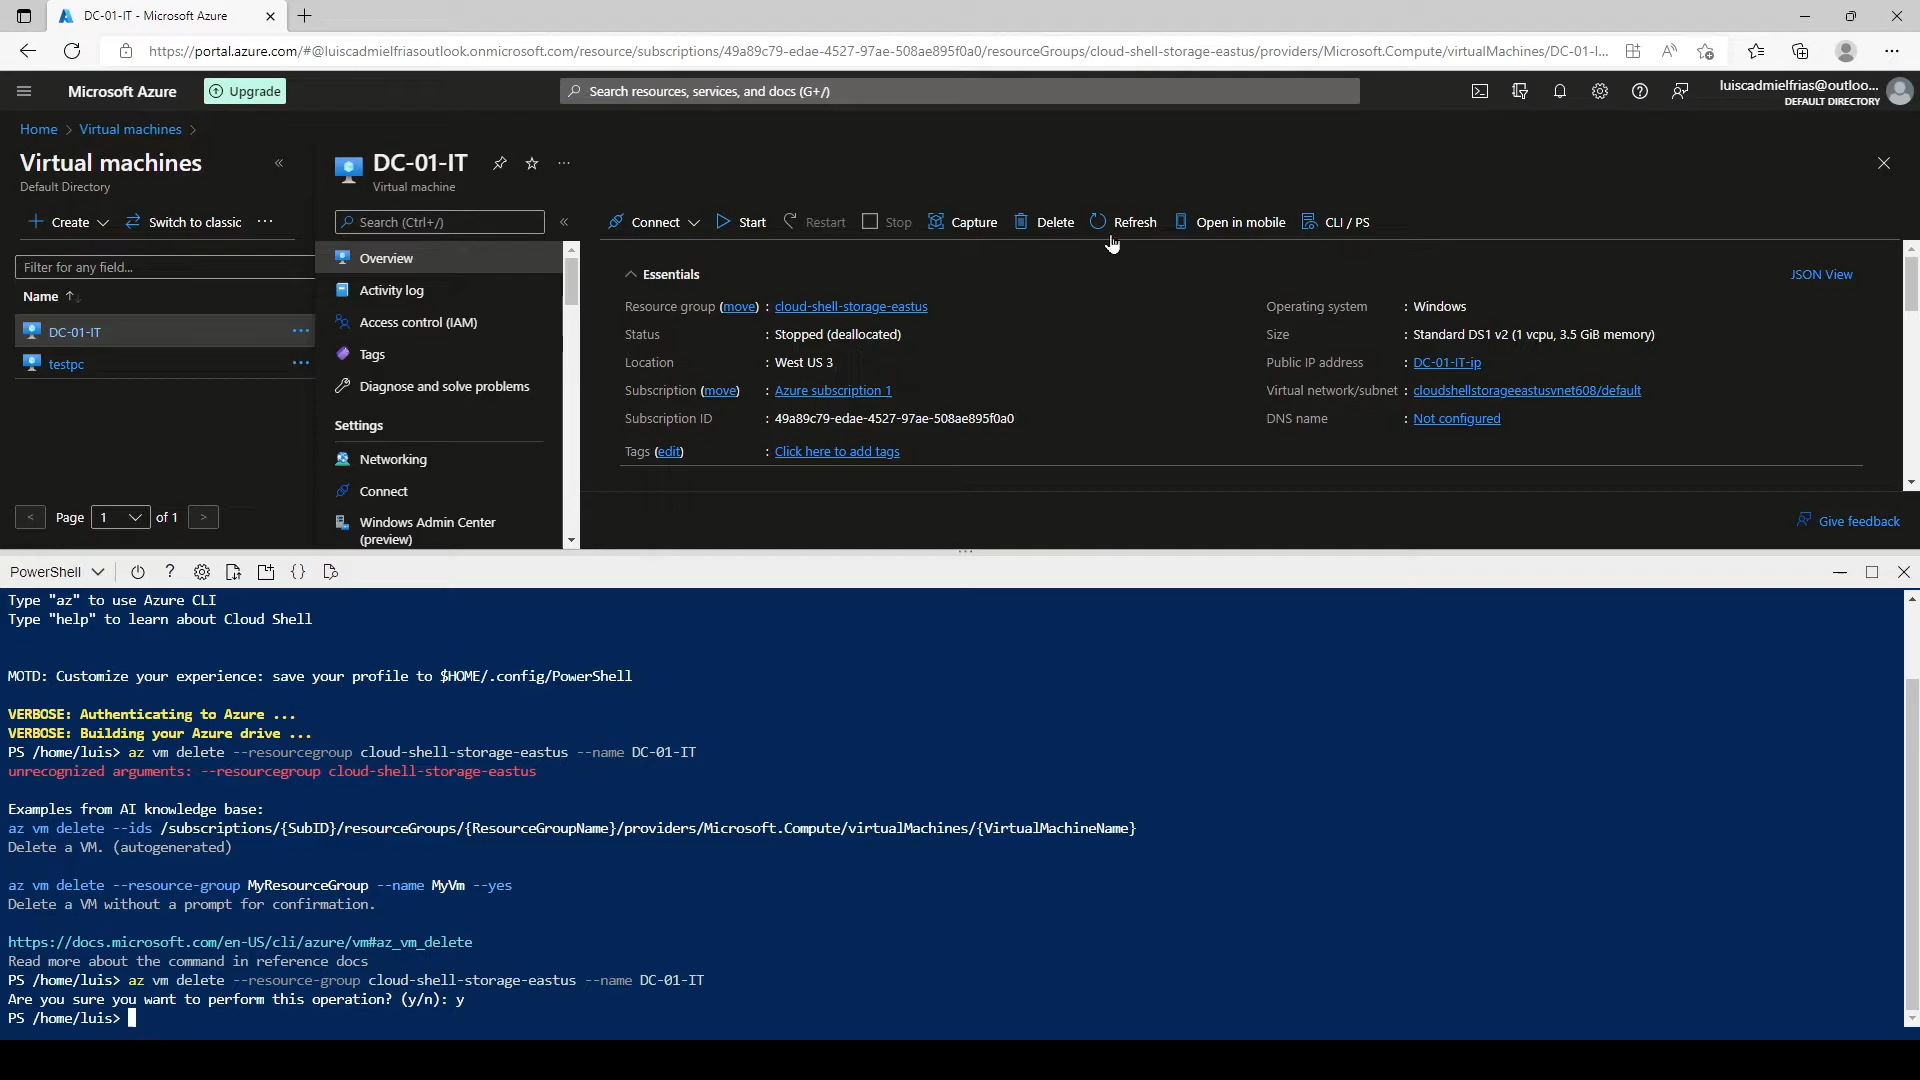 DC-01-IT - Microsoft Azure
https://portal.azure.com/#@luiscadmielfriasoutlook.onmicrosoft.com/resource/subscriptions/49a89c79-edae-4527-97ae-508ae895f0a0/resourceGroups/cloud-shell-storage-eastus/providers/Microsoft.Compute/virtualMachines/DC-01-I...
Microsoft Azure
Upgrade
Search resources, services, and docs (G+/)
luiscadmielfrias@outloo...
DEFAULT DIRECTORY
Home > Virtual machines >
Virtual machines
Default Directory
DC-01-IT
Virtual machine
Create
Switch to classic
Search (Ctrl+/)
Connect
Start
Restart
Stop
Capture
Delete
Refresh
Open in mobile
CLI / PS
Filter for any field...
Name
DC-01-IT
testpc
< Page 1 of 1 >
Overview
Activity log
Access control (IAM)
Tags
Diagnose and solve problems
Settings
Networking
Connect
Windows Admin Center
(preview)
Essentials
JSON View
Resource group (move) : cloud-shell-storage-eastus
Status : Stopped (deallocated)
Location : West US 3
Subscription (move) : Azure subscription 1
Subscription ID : 49a89c79-edae-4527-97ae-508ae895f0a0
Tags (edit) : Click here to add tags
Operating system : Windows
Size : Standard DS1 v2 (1 vcpu, 3.5 GiB memory)
Public IP address : DC-01-IT-ip
Virtual network/subnet : cloudshellstorageeastusvnet608/default
DNS name : Not configured
Give feedback
PowerShell
Type "az" to use Azure CLI
Type "help" to learn about Cloud Shell
MOTD: Customize your experience: save your profile to $HOME/.config/PowerShell
VERBOSE: Authenticating to Azure ...
VERBOSE: Building your Azure drive ...
PS /home/luis> az vm delete --resourcegroup cloud-shell-storage-eastus --name DC-01-IT
unrecognized arguments: --resourcegroup cloud-shell-storage-eastus
Examples from AI knowledge base:
az vm delete --ids /subscriptions/{SubID}/resourceGroups/{ResourceGroupName}/providers/Microsoft.Compute/virtualMachines/{VirtualMachineName}
Delete a VM. (autogenerated)
az vm delete --resource-group MyResourceGroup --name MyVm --yes
Delete a VM without a prompt for confirmation.
https://docs.microsoft.com/en-US/cli/azure/vm#az_vm_delete
Read more about the command in reference docs
PS /home/luis> az vm delete --resource-group cloud-shell-storage-eastus --name DC-01-IT
Are you sure you want to perform this operation? (y/n): y
PS /home/luis>